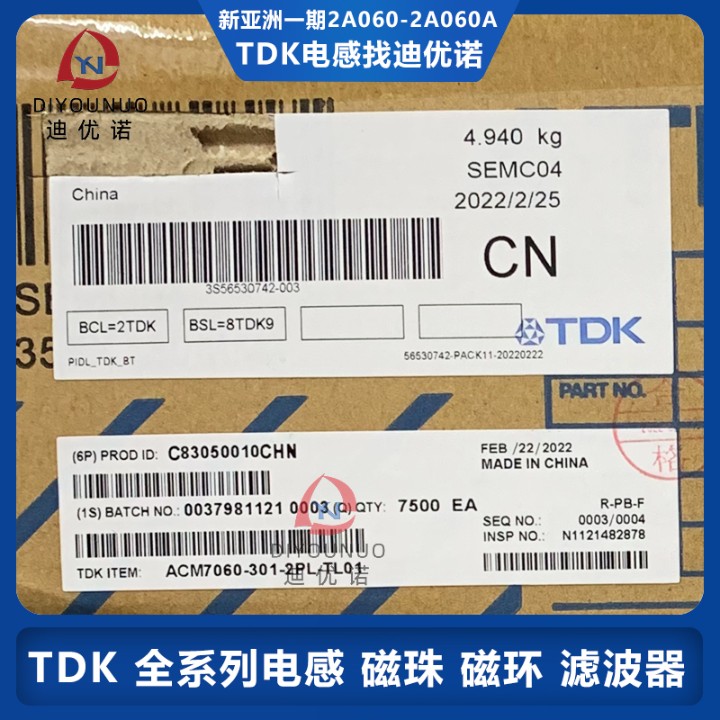 新亚洲一期2A060-2A060A
TDK电感找迪优诺
YN
DIYOUNUO
迪优诺
4.940 kg
SEMC04
2022/2/25
China
CN
3S56530742-003
BCL=2TDK
BSL=8TDK9
TDK
PIDL_TDK_BT
56530742-PACK11-20220222
PART NO.
格
(6P) PROD ID: C83050010CHN
FEB /22/2022
MADE IN CHINA
(1S) BATCH NO.: 0037981121 0003 (Q) QTY: 7500 EA
R-PB-F
SEQ NO.: 0003/0004
INSP NO.: N1121482878
YN
DIYOUNUO
迪优诺
TDK ITEM: ACM7060-301-2PL-TL01
TDK 全系列电感 磁珠 磁环 滤波器